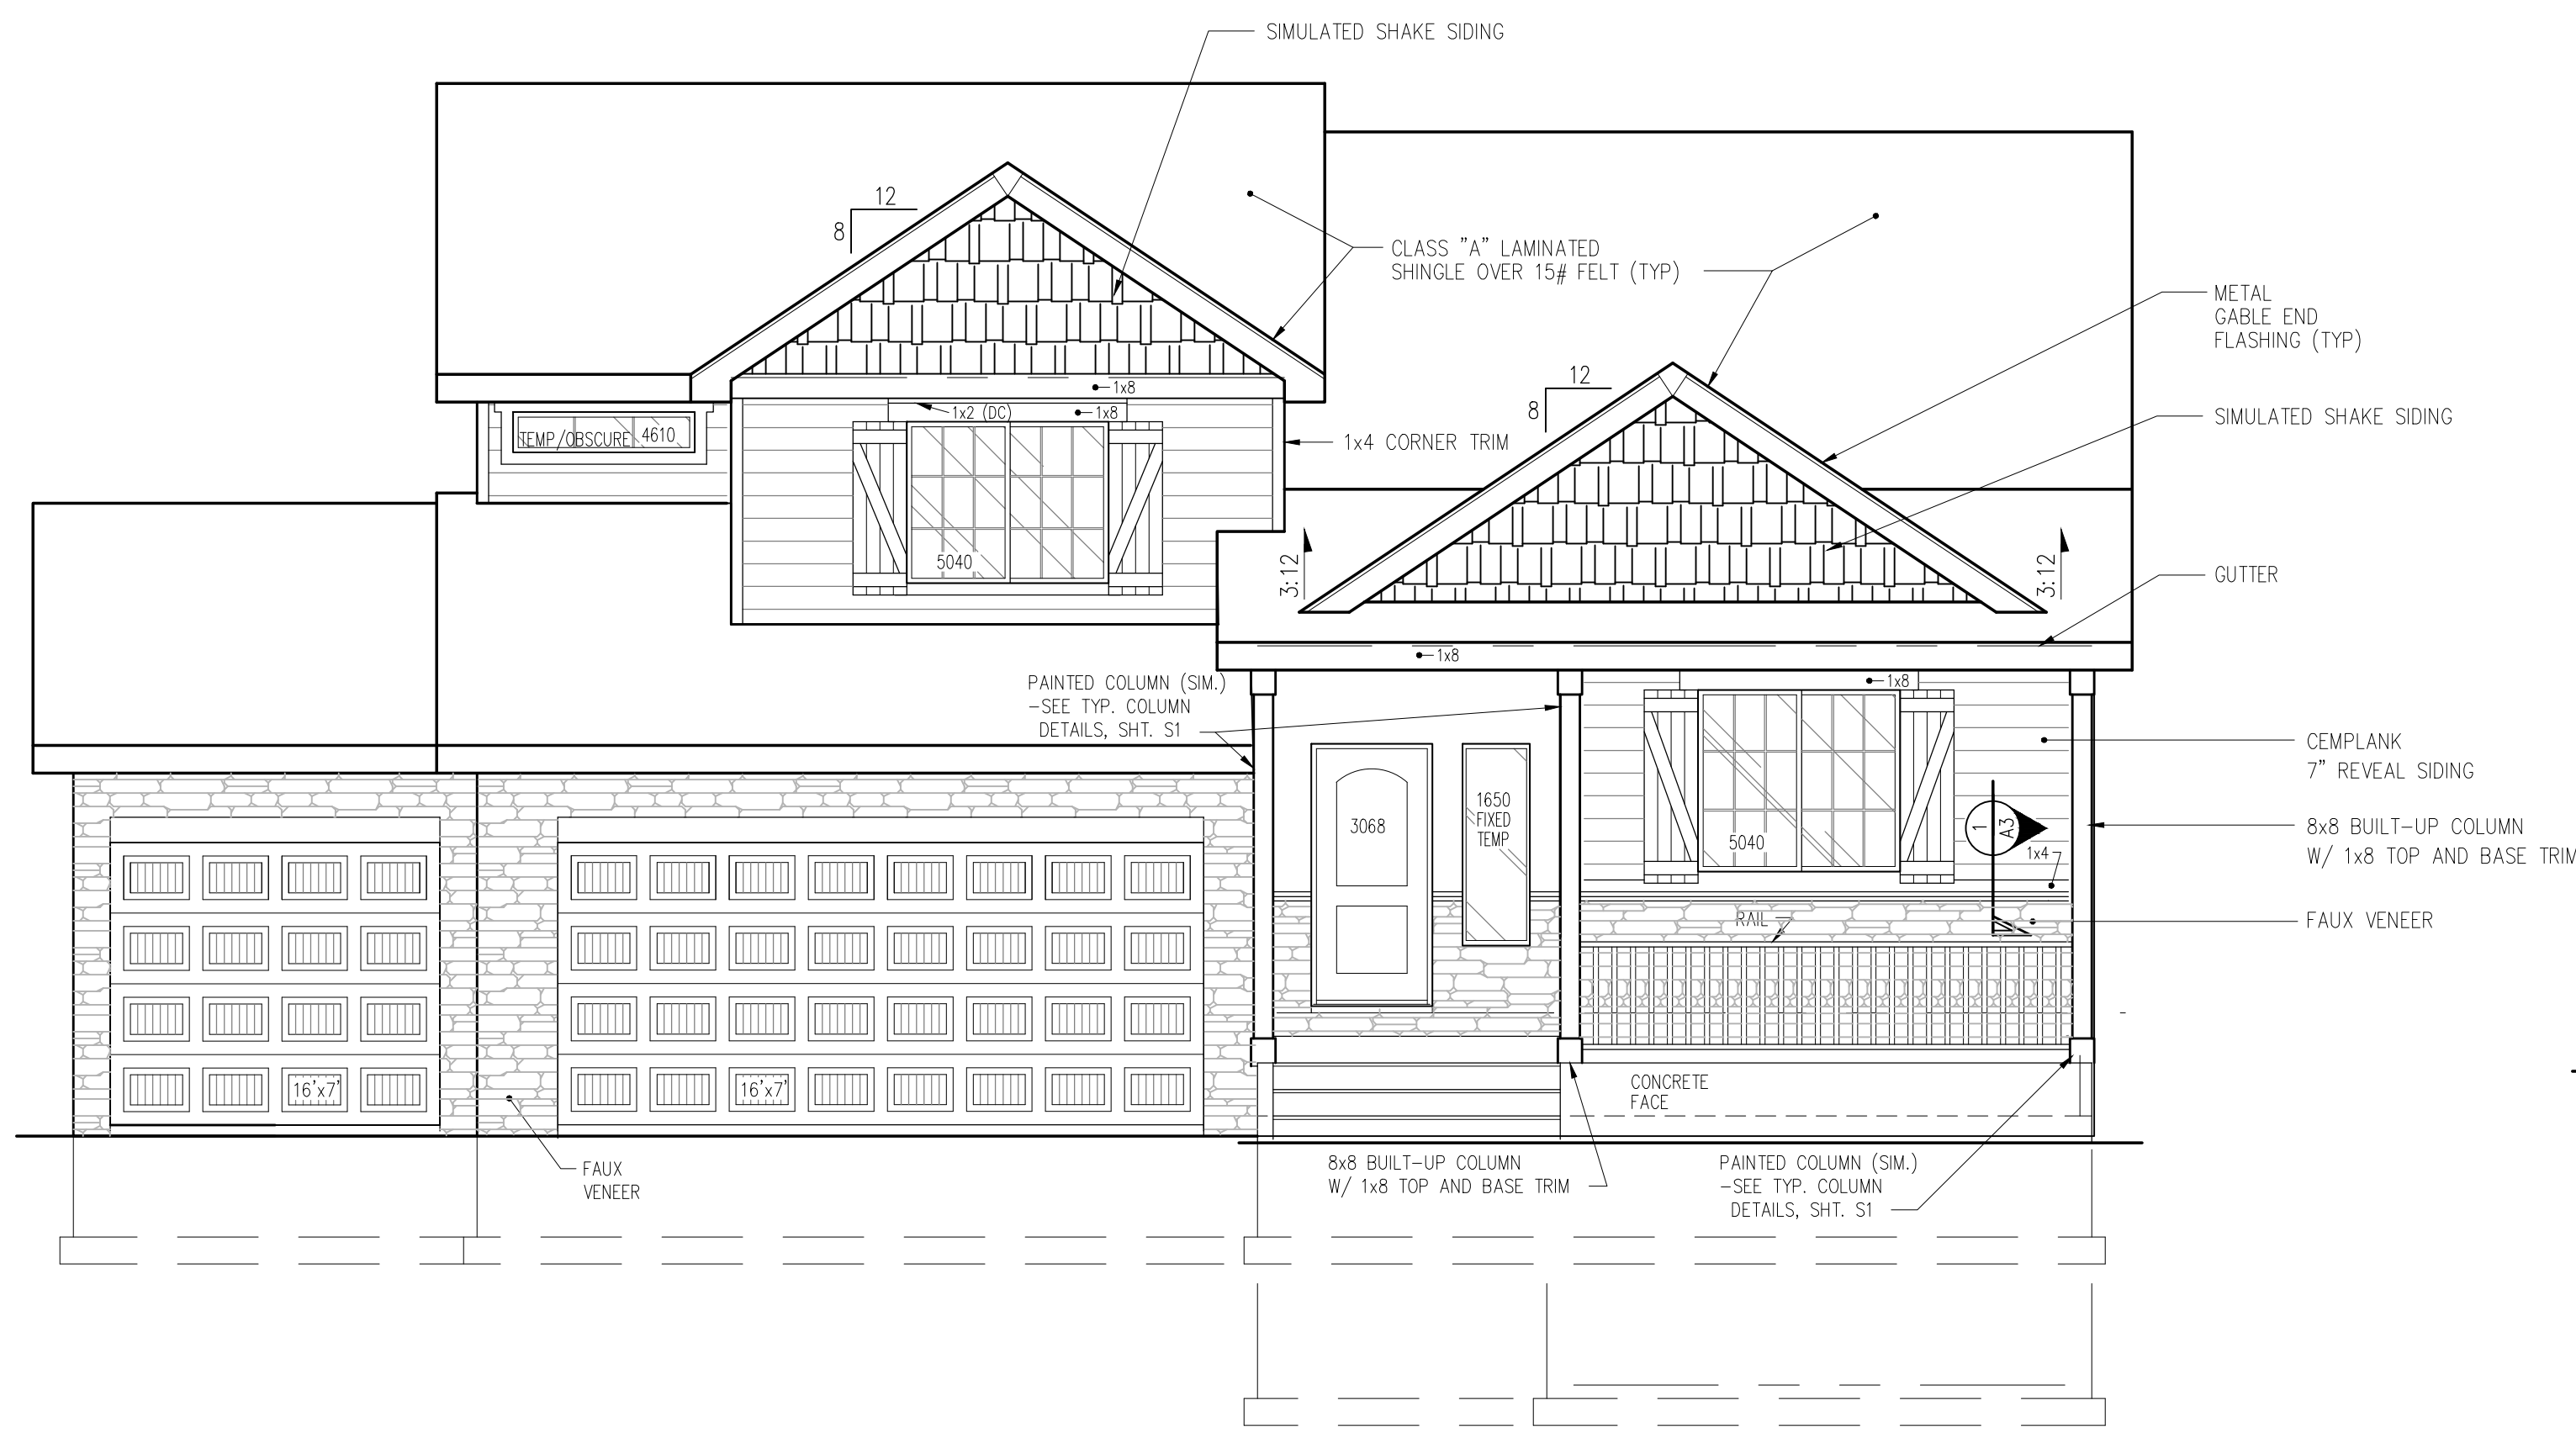 SIMULATED SHAKE SIDING
12
8
CLASS "A" LAMINATED
SHINGLE OVER 15# FELT (TYP)
METAL
GABLE END
FLASHING (TYP)
1x8
12
8
1x2 (DC)
1x8
SIMULATED SHAKE SIDING
TEMP/OBSCURE 4610
1x4 CORNER TRIM
5040
3:12
3:12
GUTTER
1x8
PAINTED COLUMN (SIM.)
-SEE TYP. COLUMN
DETAILS, SHT. S1
1x8
CEMPLANK
7" REVEAL SIDING
1650
FIXED
TEMP
3068
5040
1
A3
1x4
8x8 BUILT-UP COLUMN
W/ 1x8 TOP AND BASE TRIM
RAIL
FAUX VENEER
16'x7'
16'x7'
CONCRETE
FACE
FAUX
VENEER
8x8 BUILT-UP COLUMN
W/ 1x8 TOP AND BASE TRIM
PAINTED COLUMN (SIM.)
-SEE TYP. COLUMN
DETAILS, SHT. S1